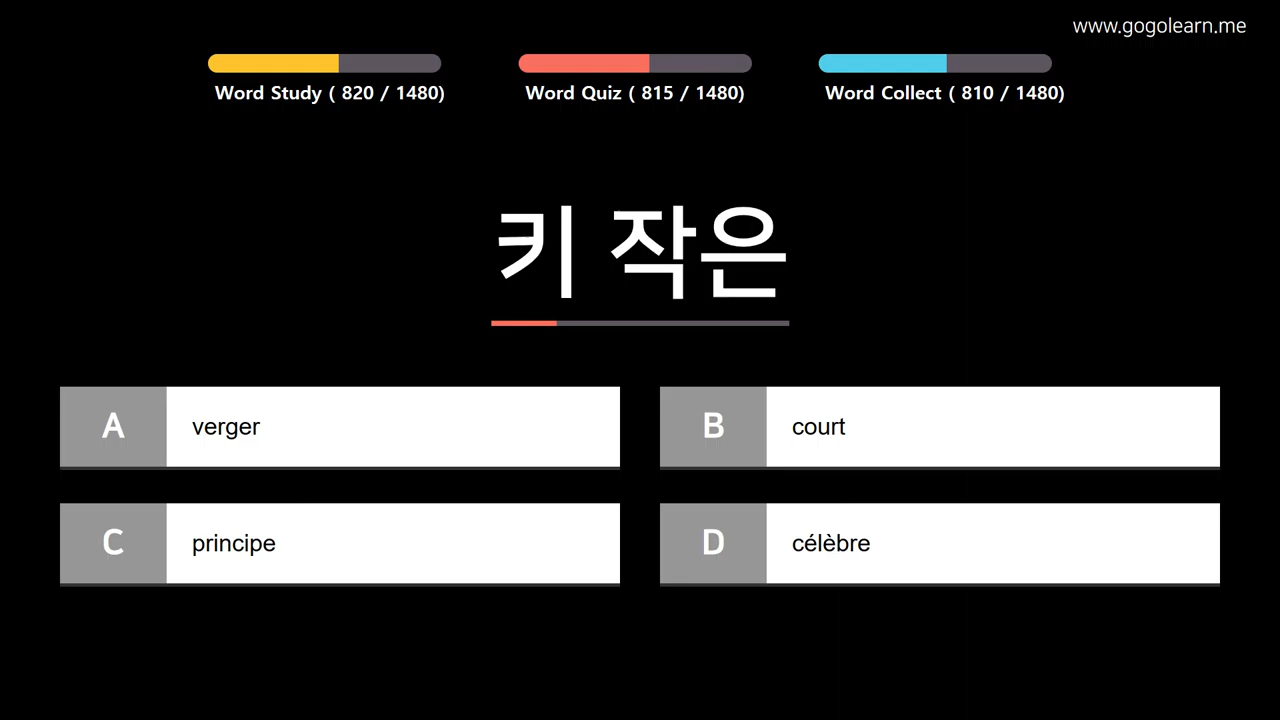 www.gogolearn.me
Word Study ( 820 / 1480)
Word Quiz ( 815 / 1480)
Word Collect ( 810 / 1480)
키 작은
A verger
B court
C principe
D célèbre